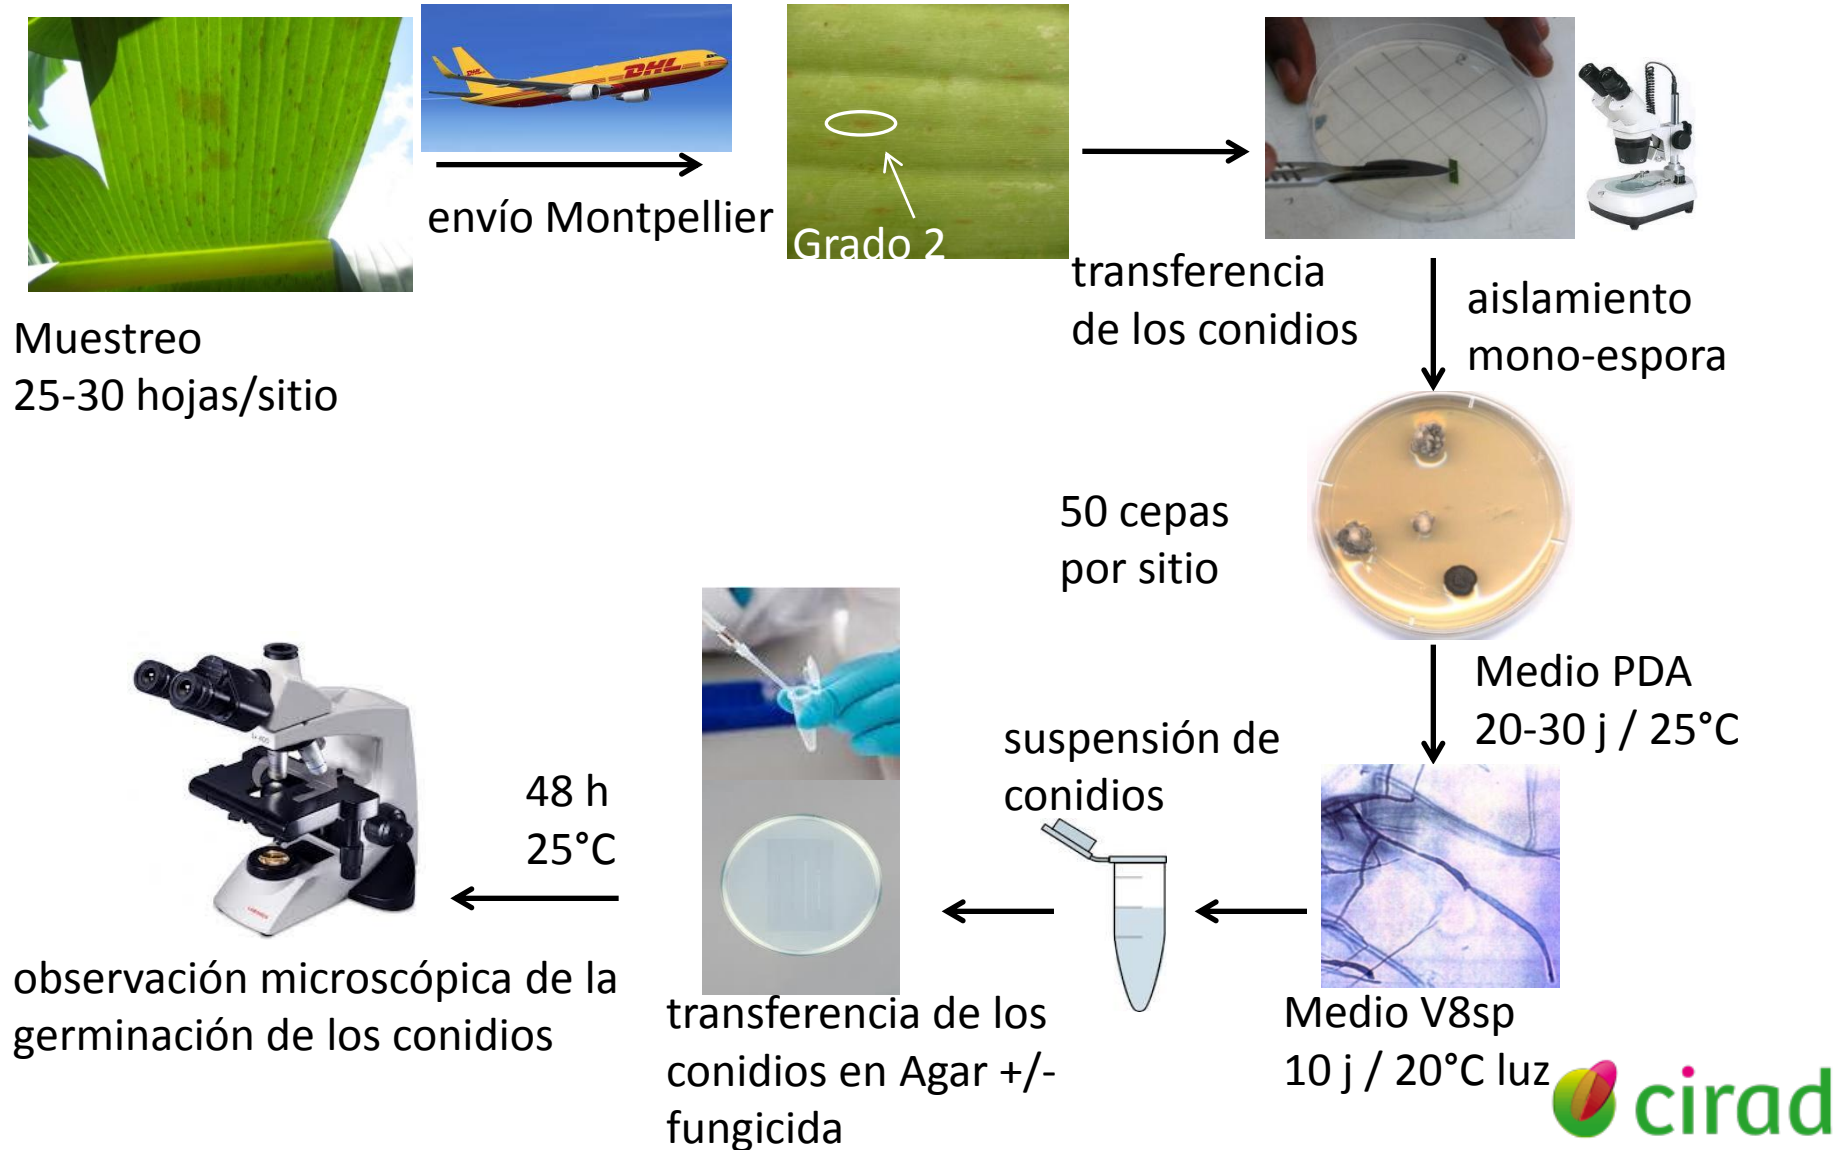 DHL
envío Montpellier
Grado 2
Muestreo
25-30 hojas/sitio
transferencia
de los conidios
aislamiento
mono-espora
50 cepas
por sitio
Medio PDA
20-30 j / 25°C
Medio V8sp
10 j / 20°C luz
suspensión de
conidios
transferencia de los
conidios en Agar +/-
fungicida
48 h
25°C
observación microscópica de la
germinación de los conidios
cirad